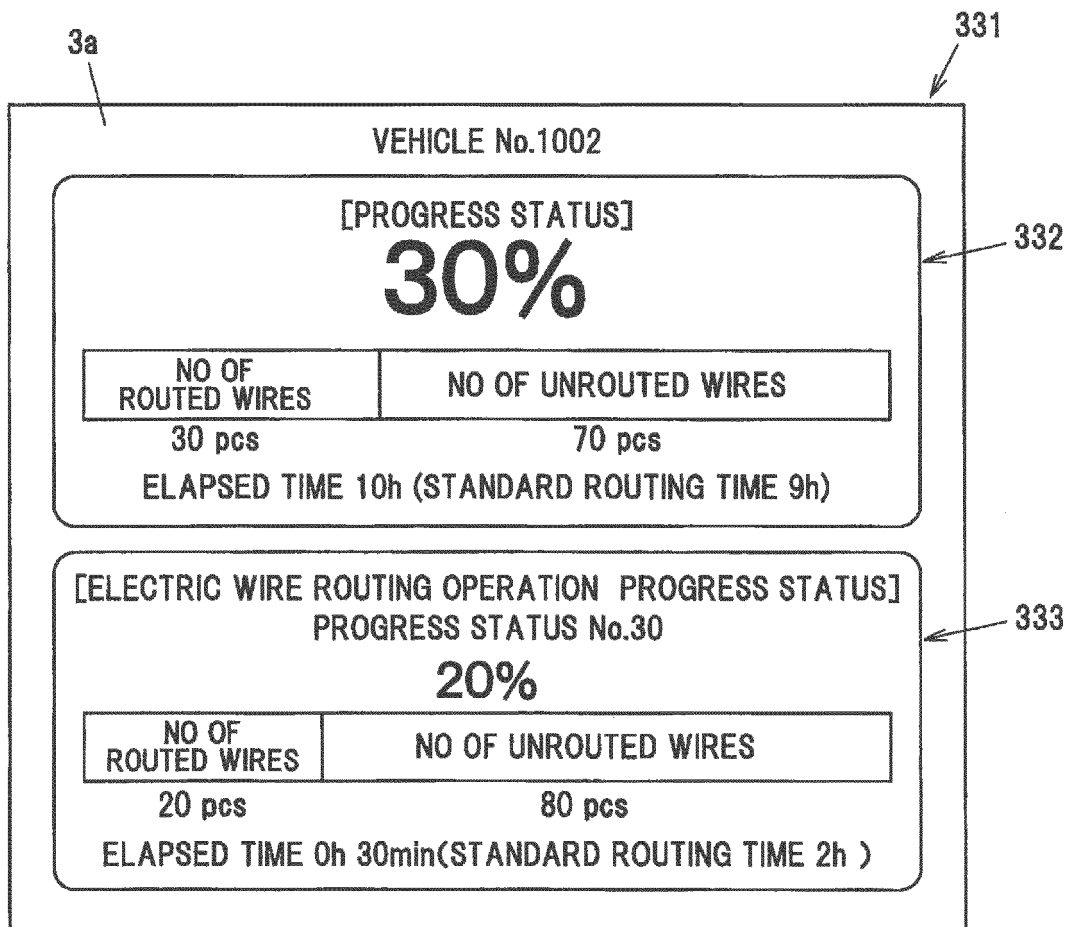 3a
331
VEHICLE No.1002
[PROGRESS STATUS]
30%
332
NO OF
ROUTED WIRES
NO OF UNROUTED WIRES
30 pcs
70 pcs
ELAPSED TIME 10h (STANDARD ROUTING TIME 9h)
[ELECTRIC WIRE ROUTING OPERATION PROGRESS STATUS]
PROGRESS STATUS No.30
333
20%
NO OF
ROUTED WIRES
NO OF UNROUTED WIRES
20 pcs
80 pcs
ELAPSED TIME 0h 30min(STANDARD ROUTING TIME 2h )